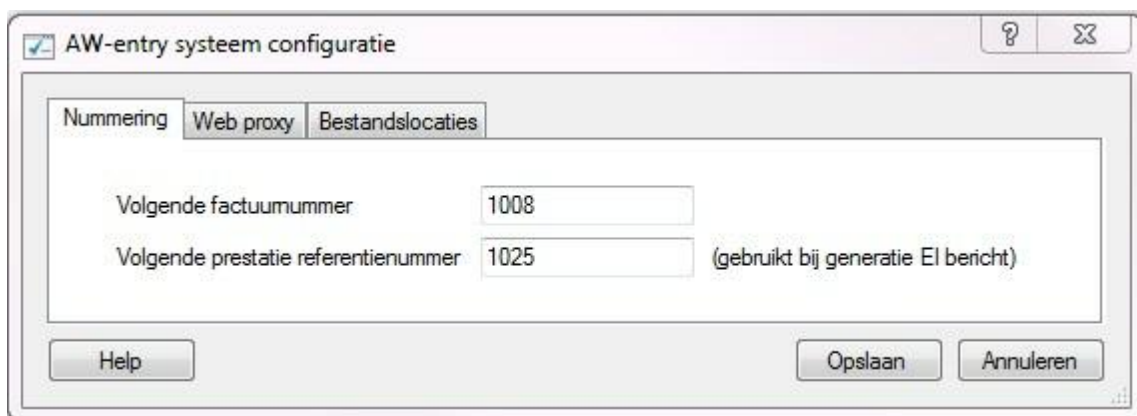 AW-entry systeem configuratie
Nummering Web proxy Bestandslocaties
Volgende factuurnummer 1008
Volgende prestatie referentienummer 1025 (gebruikt bij generatie EI bericht)
Help Opslaan Annuleren